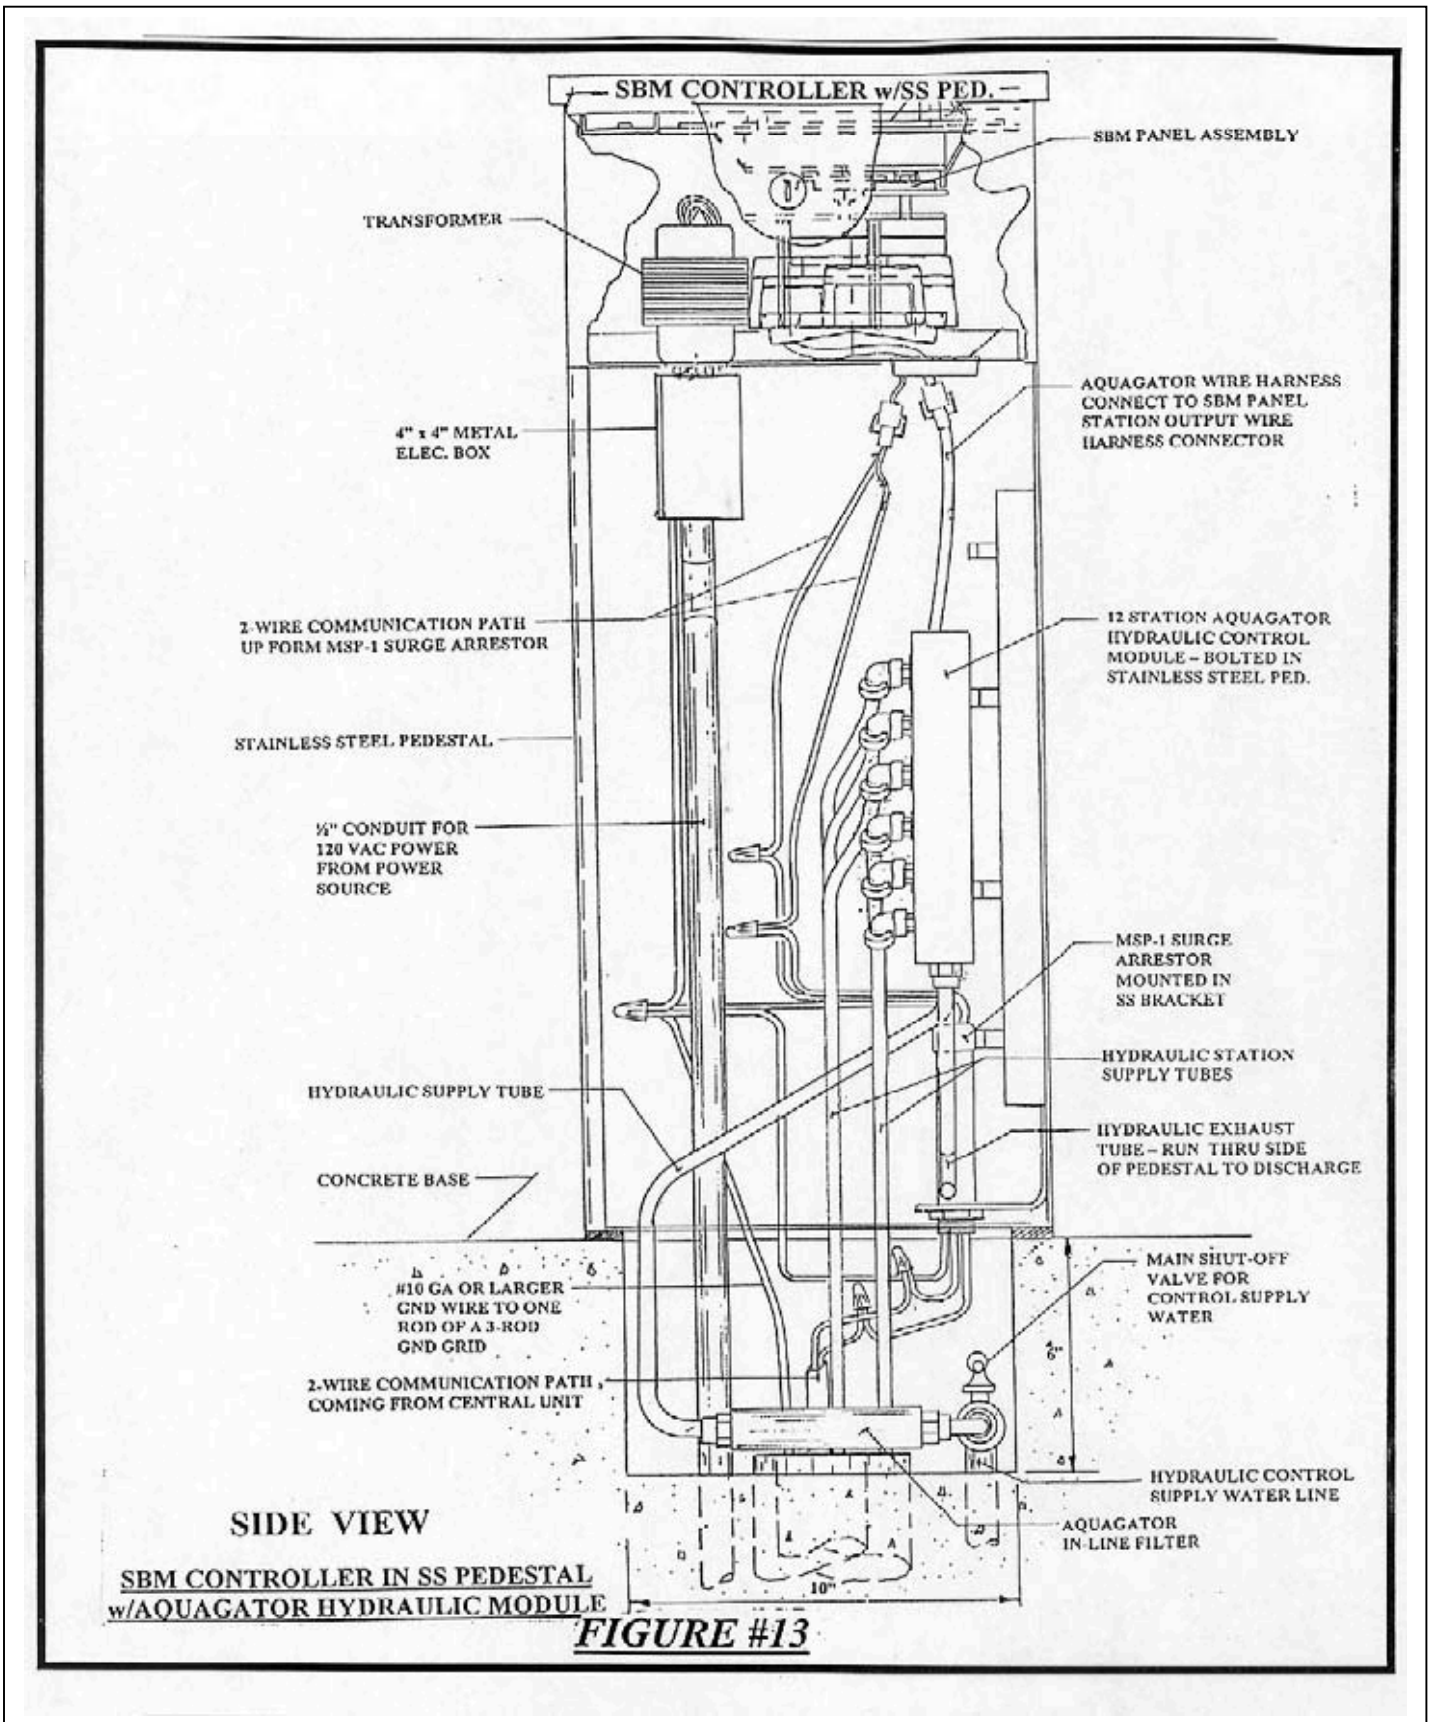 SBM CONTROLLER w/SS PED.
SBM PANEL ASSEMBLY
TRANSFORMER
AQUAGATOR WIRE HARNESS
CONNECT TO SBM PANEL
STATION OUTPUT WIRE
HARNESS CONNECTOR
4" x 4" METAL
ELEC. BOX
2-WIRE COMMUNICATION PATH
UP FORM MSP-1 SURGE ARRESTOR
12 STATION AQUAGATOR
HYDRAULIC CONTROL
MODULE – BOLTED IN
STAINLESS STEEL PED.
STAINLESS STEEL PEDESTAL
½" CONDUIT FOR
120 VAC POWER
FROM POWER
SOURCE
MSP-1 SURGE
ARRESTOR
MOUNTED IN
SS BRACKET
HYDRAULIC STATION
SUPPLY TUBES
HYDRAULIC SUPPLY TUBE
HYDRAULIC EXHAUST
TUBE – RUN THRU SIDE
OF PEDESTAL TO DISCHARGE
CONCRETE BASE
MAIN SHUT-OFF
VALVE FOR
CONTROL SUPPLY
WATER
#10 GA OR LARGER
GND WIRE TO ONE
ROD OF A 3-ROD
GND GRID
6"
2-WIRE COMMUNICATION PATH
COMING FROM CENTRAL UNIT
HYDRAULIC CONTROL
SUPPLY WATER LINE
AQUAGATOR
IN-LINE FILTER
10"
SIDE VIEW
SBM CONTROLLER IN SS PEDESTAL
w/AQUAGATOR HYDRAULIC MODULE
FIGURE #13